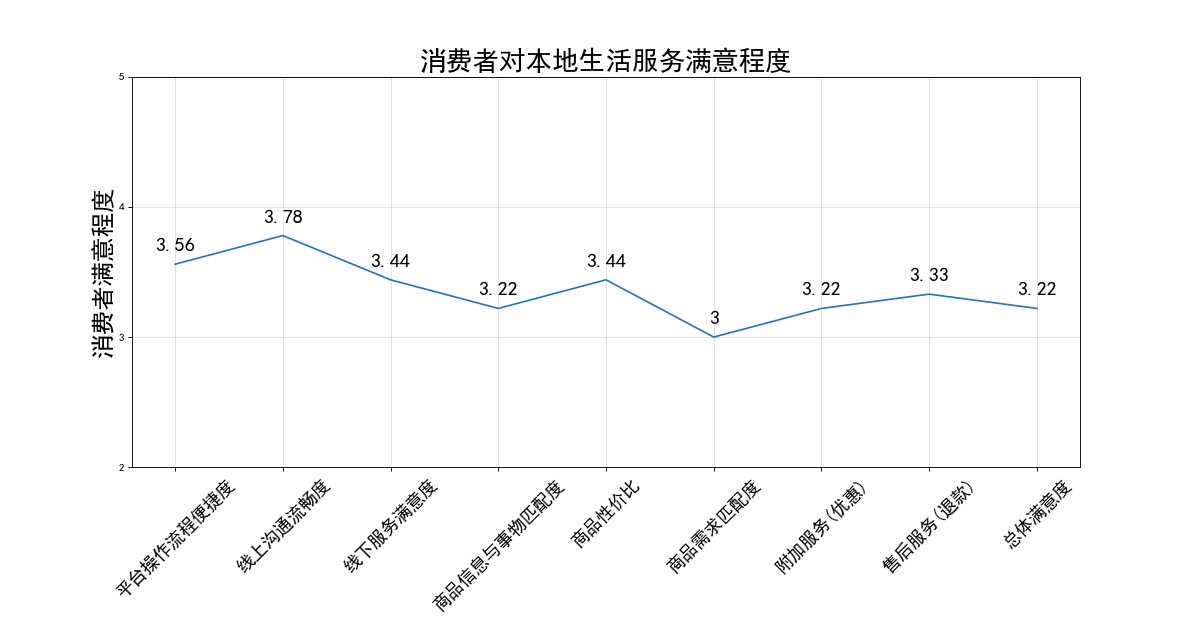 消费者对本地生活服务满意程度
消费者满意程度
5
4
3
2
3.56
3.78
3.44
3.22
3.44
3
3.22
3.33
3.22
平台操作流程便捷度
线上沟通流畅度
线下服务满意度
商品信息与事物匹配度
商品性价比
商品需求匹配度
附加服务(优惠)
售后服务(退款)
总体满意度